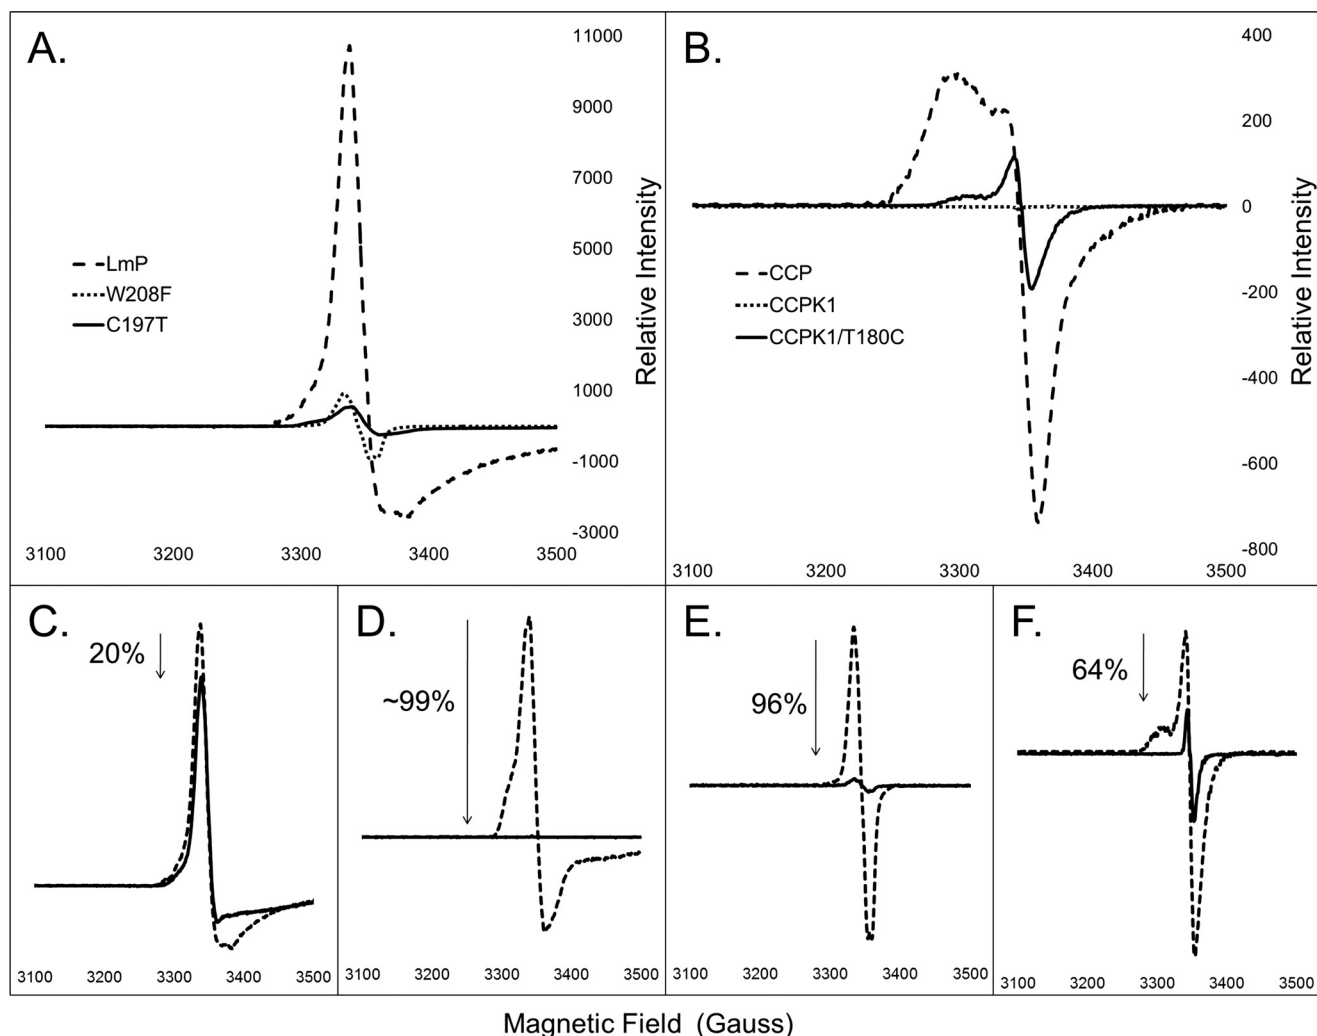 A.
11000
9000
7000
5000
3000
1000
-1000
-3000
Relative Intensity
LmP
W208F
C197T
3100 3200 3300 3400 3500
B.
400
200
0
-200
-400
-600
-800
Relative Intensity
CCP
CCPK1
CCPK1/T180C
3100 3200 3300 3400 3500
C.
20%
3100 3200 3300 3400 3500
D.
~99%
3100 3200 3300 3400 3500
E.
96%
3100 3200 3300 3400 3500
F.
64%
3100 3200 3300 3400 3500
Magnetic Field (Gauss)